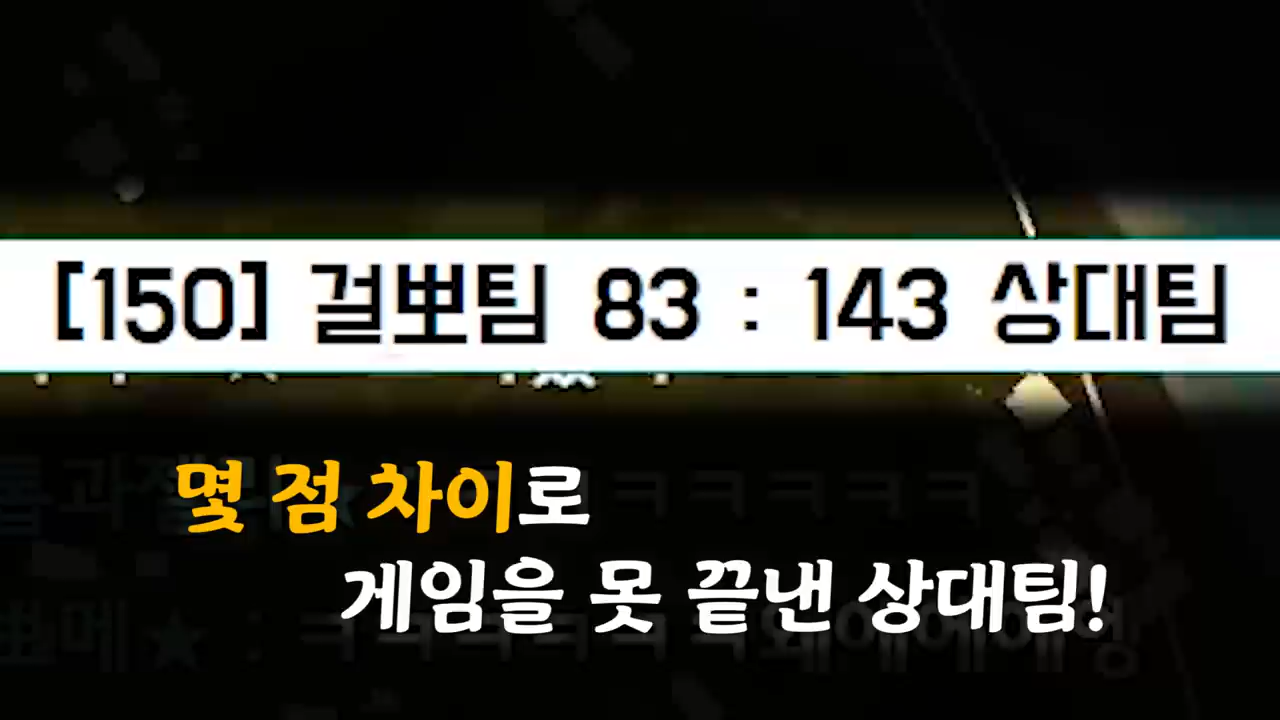 [150] 걸뽀팀 83 : 143 상대팀
몇 점 차이로
게임을 못 끝낸 상대팀!